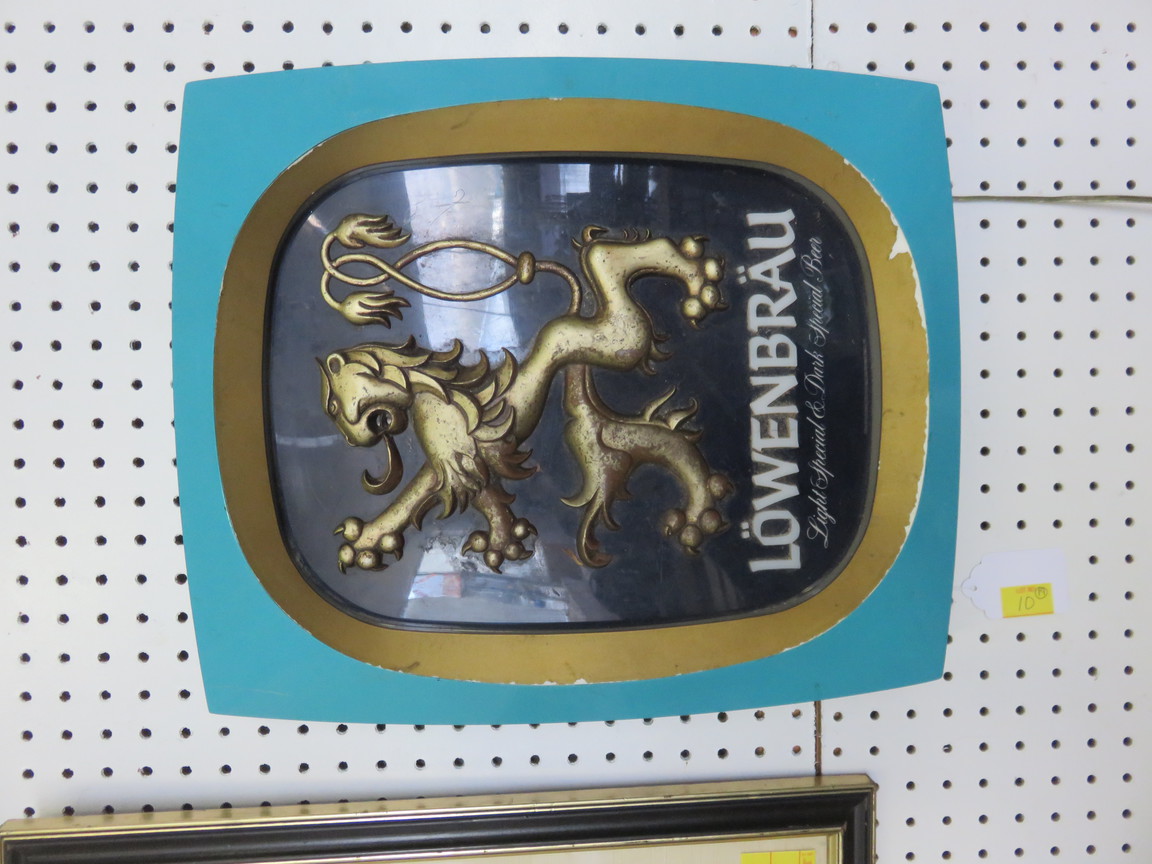 LÖWENBRÄU
Light Special & Dark Special Beer
10